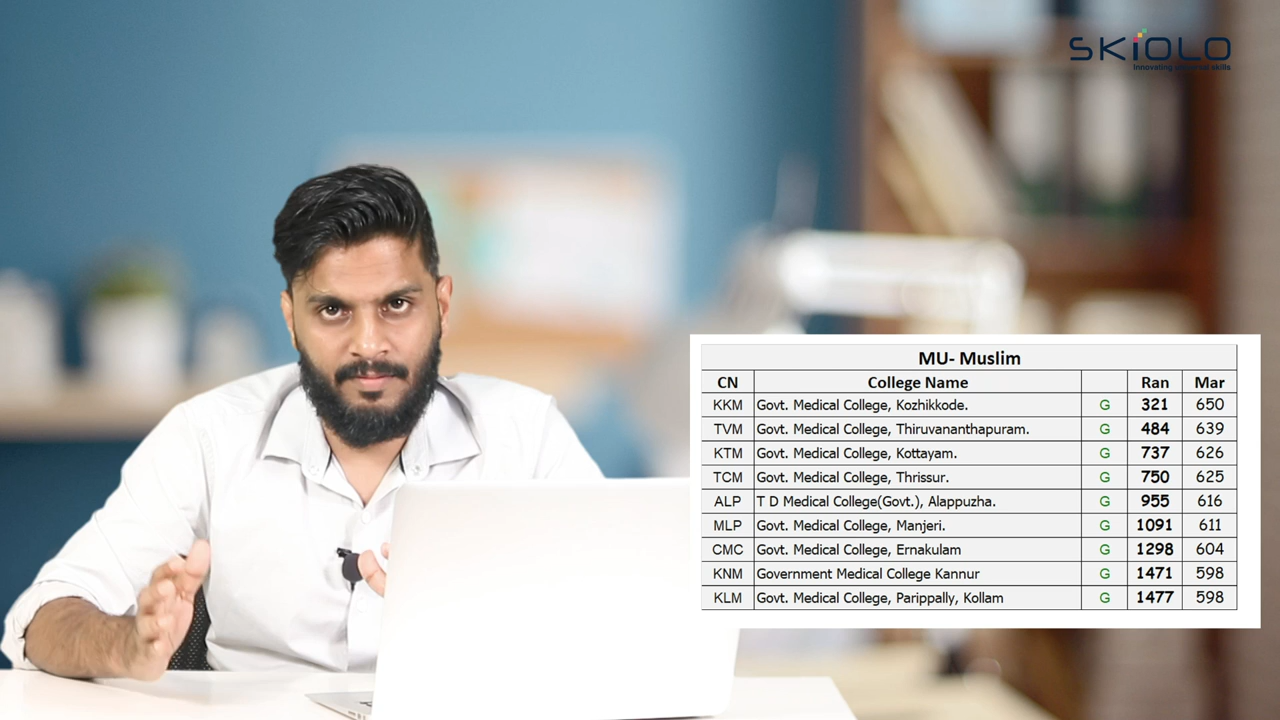 SKiOLO
Innovating skills
MU- Muslim
CN College Name Ran Mar
KKM Govt. Medical College, Kozhikkode. G 321 650
TVM Govt. Medical College, Thiruvananthapuram. G 484 639
KTM Govt. Medical College, Kottayam. G 737 626
TCM Govt. Medical College, Thrissur. G 750 625
ALP T D Medical College(Govt.), Alappuzha. G 955 616
MLP Govt. Medical College, Manjeri. G 1091 611
CMC Govt. Medical College, Ernakulam G 1298 604
KNM Government Medical College Kannur G 1471 598
KLM Govt. Medical College, Parippally, Kollam G 1477 598